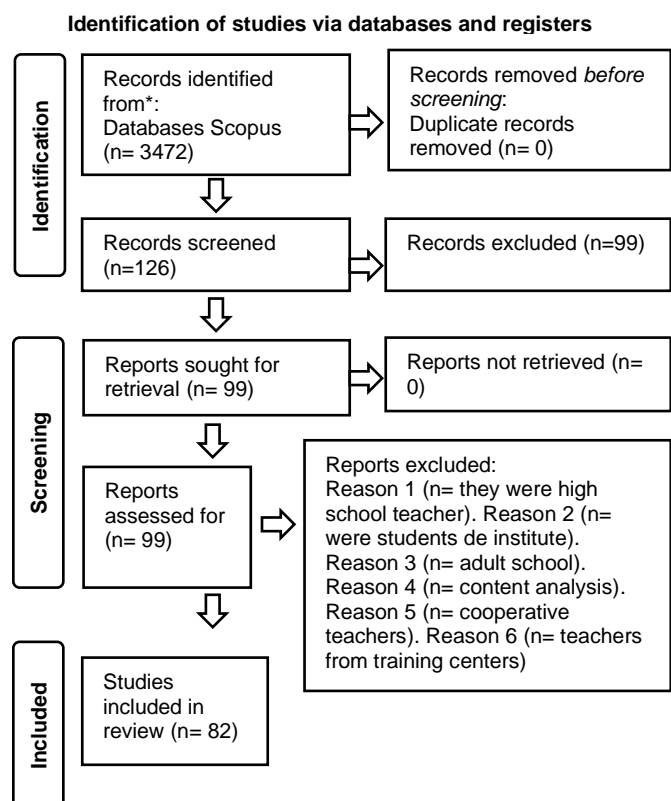 Identification of studies via databases and registers
Identification
Records identified
from*:
Databases Scopus
(n= 3472)
Records removed before
screening:
Duplicate records
removed (n= 0)
Records screened
(n=126)
Records excluded (n=99)
Screening
Reports sought for
retrieval (n= 99)
Reports not retrieved (n=
0)
Reports
assessed for
(n= 99)
Reports excluded:
Reason 1 (n= they were high
school teacher). Reason 2 (n=
were students de institute).
Reason 3 (n= adult school).
Reason 4 (n= content analysis).
Reason 5 (n= cooperative
teachers). Reason 6 (n= teachers
from training centers)
Included
Studies
included in
review (n= 82)